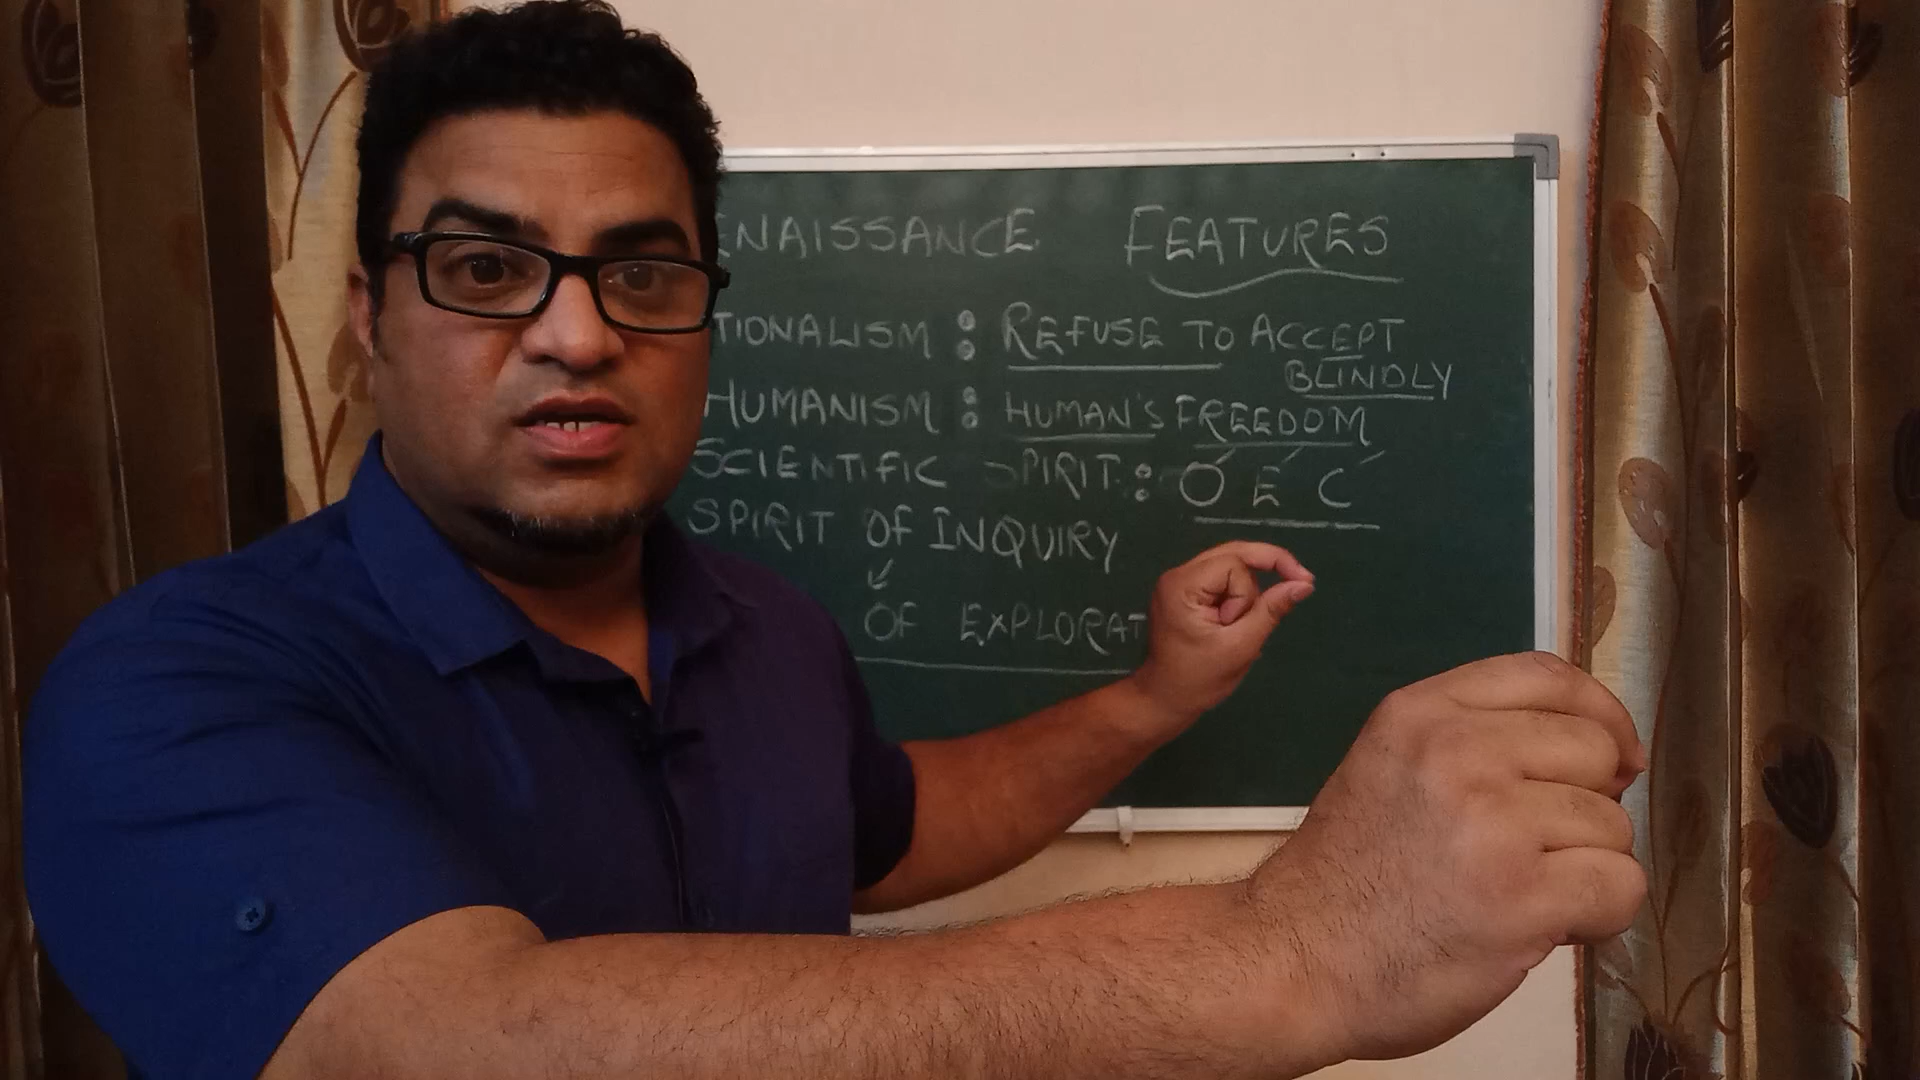 ENAISSANCE FEATURES
TIONALISM : REFUSE TO ACCEPT
BLINDLY
HUMANISM : HUMAN'S FREEDOM
SCIENTIFIC SPIRIT : O E C
SPIRIT OF INQUIRY
OF EXPLORAT